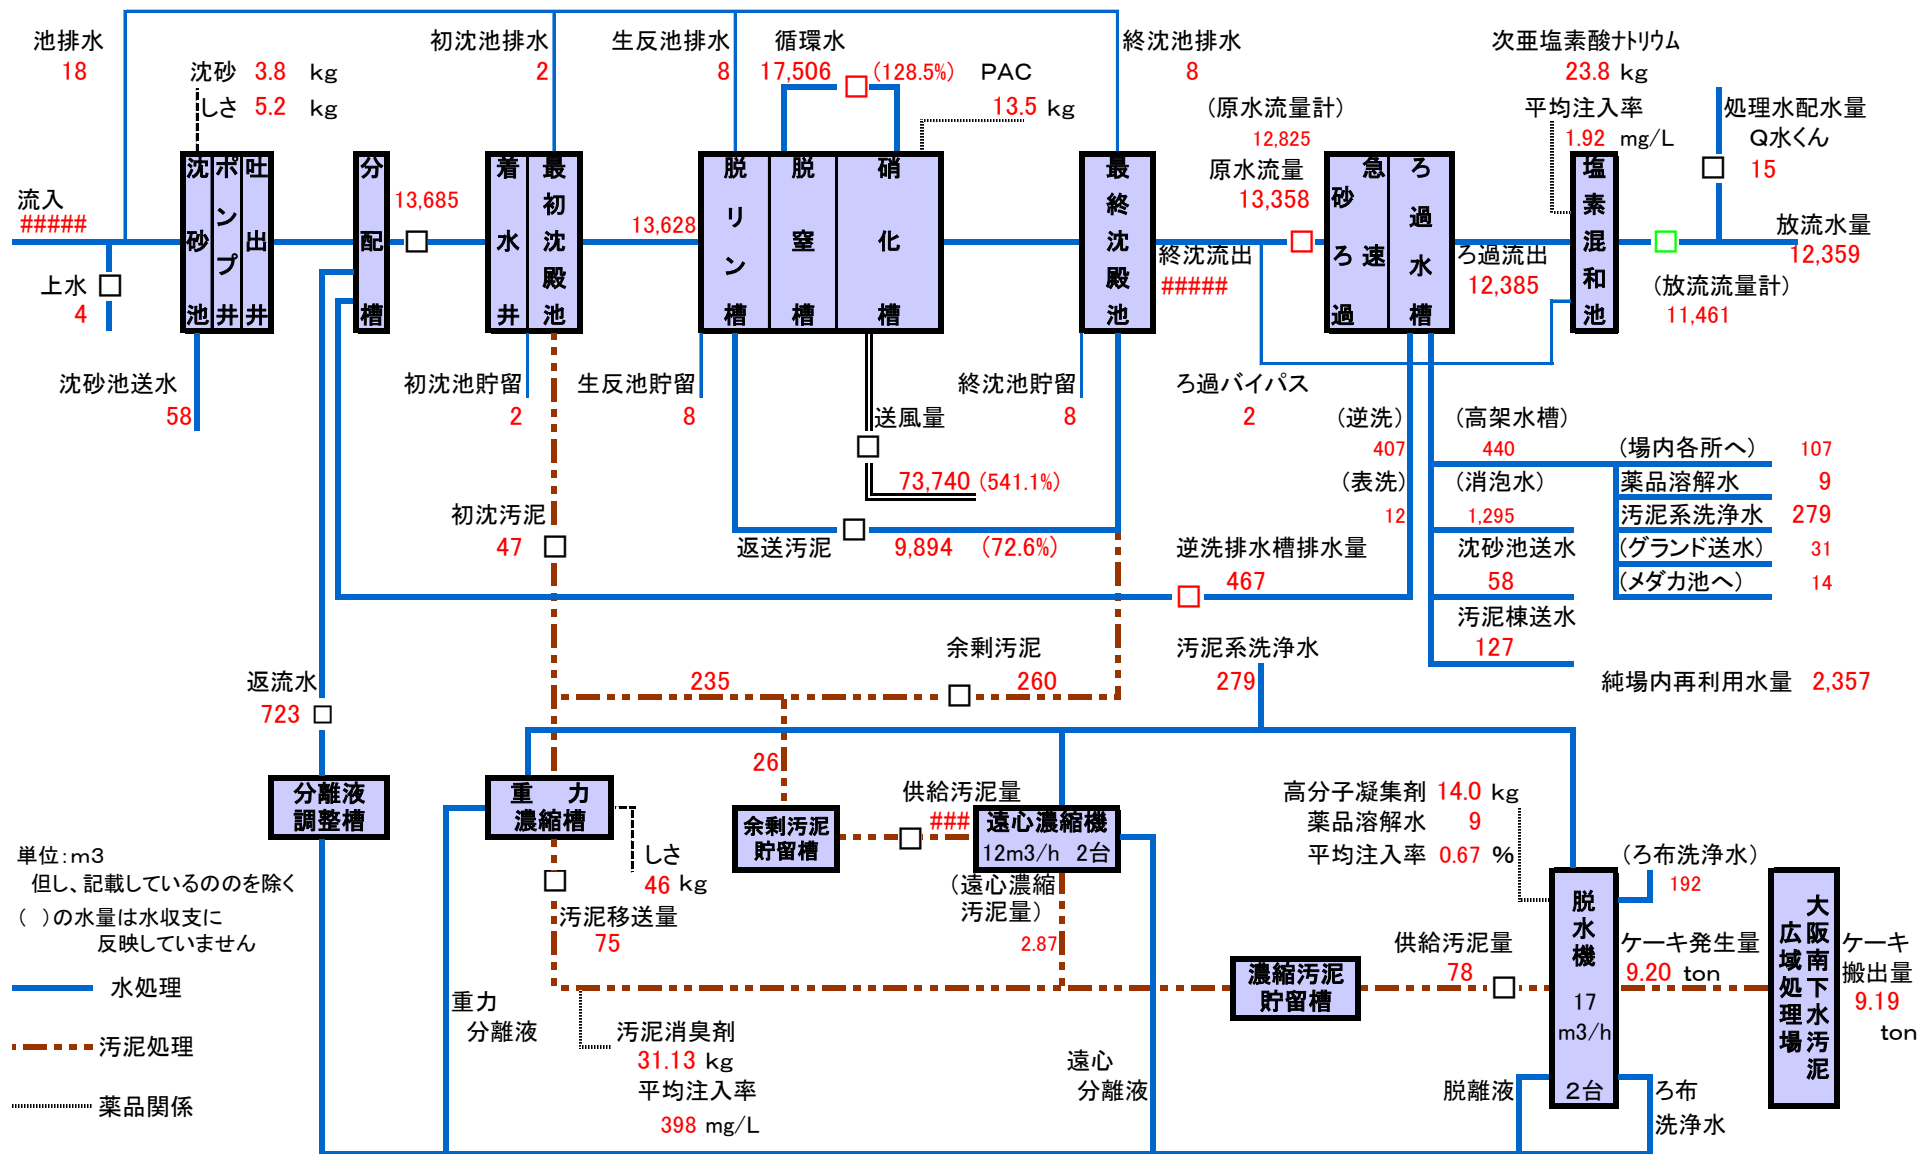 池排水
18
沈砂 3.8 kg
しさ 5.2 kg
初沈池排水
2
生反池排水
8
循環水
17,506 (128.5%)
PAC
13.5 kg
終沈池排水
8
次亜塩素酸ナトリウム
23.8 kg
平均注入率
1.92 mg/L
(原水流量計)
12,825
原水流量
13,358
処理水配水量
Q水くん
15
流入
#####
上水
4
沈砂池
ポンプ井
吐出井
分配槽
13,685
着水井
最初沈殿池
13,628
脱リン槽
脱窒槽
硝化槽
最終沈殿池
終沈流出
#####
急速砂ろ過
ろ過水槽
ろ過流出
12,385
塩素混和池
放流水量
12,359
(放流流量計)
11,461
沈砂池送水
58
初沈池貯留
2
生反池貯留
8
送風量
73,740 (541.1%)
終沈池貯留
8
ろ過バイパス
2
(逆洗)
407
(表洗)
12
(高架水槽)
440
(消泡水)
1,295
沈砂池送水
58
汚泥棟送水
127
(場内各所へ) 107
薬品溶解水 9
汚泥系洗浄水 279
(グランド送水) 31
(メダカ池へ) 14
初沈汚泥
47
返送汚泥 9,894 (72.6%)
逆洗排水槽排水量
467
余剰汚泥
235
260
汚泥系洗浄水
279
純場内再利用水量 2,357
返流水
723
26
分離液
調整槽
重力
濃縮槽
しさ
46 kg
余剰汚泥
貯留槽
供給汚泥量
###
遠心濃縮機
12m3/h 2台
(遠心濃縮
汚泥量)
2.87
高分子凝集剤 14.0 kg
薬品溶解水 9
平均注入率 0.67 %
(ろ布洗浄水)
192
単位:m3
但し、記載しているののを除く
( )の水量は水収支に
反映していません
水処理
汚泥処理
薬品関係
汚泥移送量
75
重力
分離液
汚泥消臭剤
31.13 kg
平均注入率
398 mg/L
遠心
分離液
濃縮汚泥
貯留槽
供給汚泥量
78
脱水機
17
m3/h
2台
ケーキ発生量
9.20 ton
大阪南下水汚泥
広域処理場
ケーキ
搬出量
9.19
ton
脱離液
ろ布
洗浄水